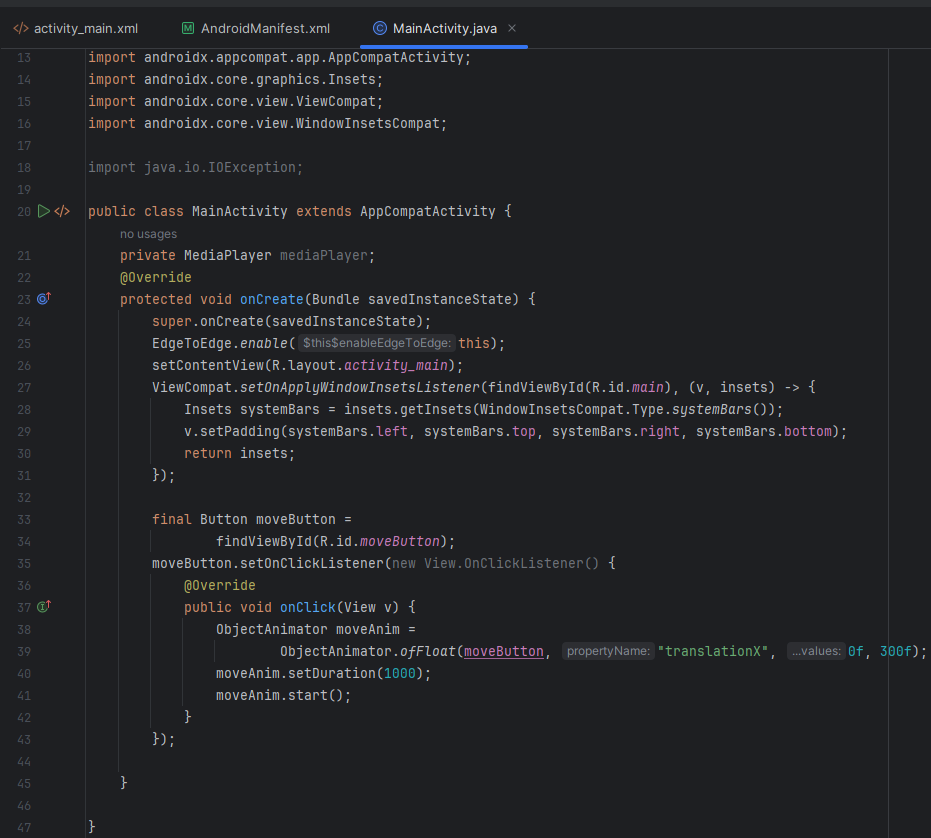 activity_main.xml AndroidManifest.xml MainActivity.java
13 import androidx.appcompat.app.AppCompatActivity;
14 import androidx.core.graphics.Insets;
15 import androidx.core.view.ViewCompat;
16 import androidx.core.view.WindowInsetsCompat;
17
18 import java.io.IOException;
19
20 public class MainActivity extends AppCompatActivity {
no usages
21 private MediaPlayer mediaPlayer;
22 @Override
23 protected void onCreate(Bundle savedInstanceState) {
24 super.onCreate(savedInstanceState);
25 EdgeToEdge.enable( $this$enableEdgeToEdge: this);
26 setContentView(R.layout.activity_main);
27 ViewCompat.setOnApplyWindowInsetsListener(findViewById(R.id.main), (v, insets) -> {
28 Insets systemBars = insets.getInsets(WindowInsetsCompat.Type.systemBars());
29 v.setPadding(systemBars.left, systemBars.top, systemBars.right, systemBars.bottom);
30 return insets;
31 });
32
33 final Button moveButton =
34 findViewById(R.id.moveButton);
35 moveButton.setOnClickListener(new View.OnClickListener() {
36 @Override
37 public void onClick(View v) {
38 ObjectAnimator moveAnim =
39 ObjectAnimator.ofFloat(moveButton, propertyName: "translationX", ...values: 0f, 300f);
40 moveAnim.setDuration(1000);
41 moveAnim.start();
42 }
43 });
44
45 }
46
47 }